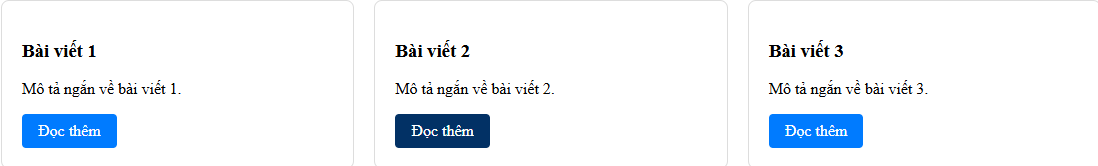 Bài viết 1
Mô tả ngắn về bài viết 1.
Đọc thêm
Bài viết 2
Mô tả ngắn về bài viết 2.
Đọc thêm
Bài viết 3
Mô tả ngắn về bài viết 3.
Đọc thêm